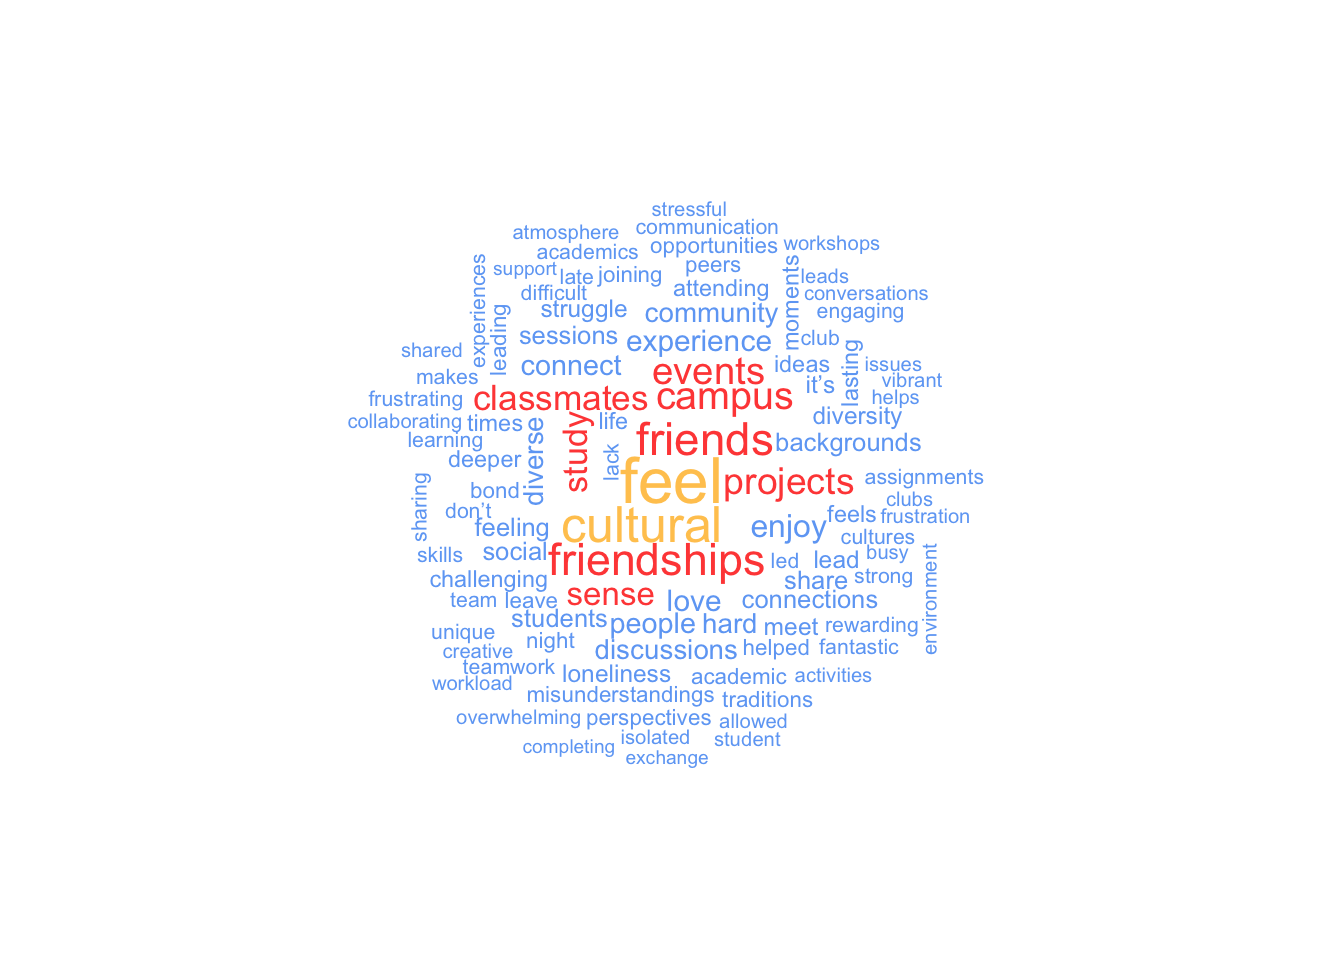 stressful
communication
atmosphere
opportunities
workshops
academics
peers
support
late
joining
leads
experiences
moments
attending
difficult
conversations
struggle
community
engaging
leading
sessions
experience
club
shared
connect
events
ideas
lasting
issues
makes
it’s
vibrant
frustrating
classmates
campus
helps
collaborating
times
life
diversity
learning
diverse
study
friends
backgrounds
deeper
lack
feel
projects
assignments
bond
clubs
sharing
don’t
cultural
feels
frustration
feeling
enjoy
cultures
skills
social
friendships
led
lead
busy
challenging
share
strong
environment
team
leave
sense
love
connections
students
people
hard
meet
rewarding
unique
night
creative
discussions
helped
fantastic
teamwork
loneliness
academic
activities
workload
misunderstandings
traditions
overwhelming
perspectives
allowed
isolated
student
completing
exchange